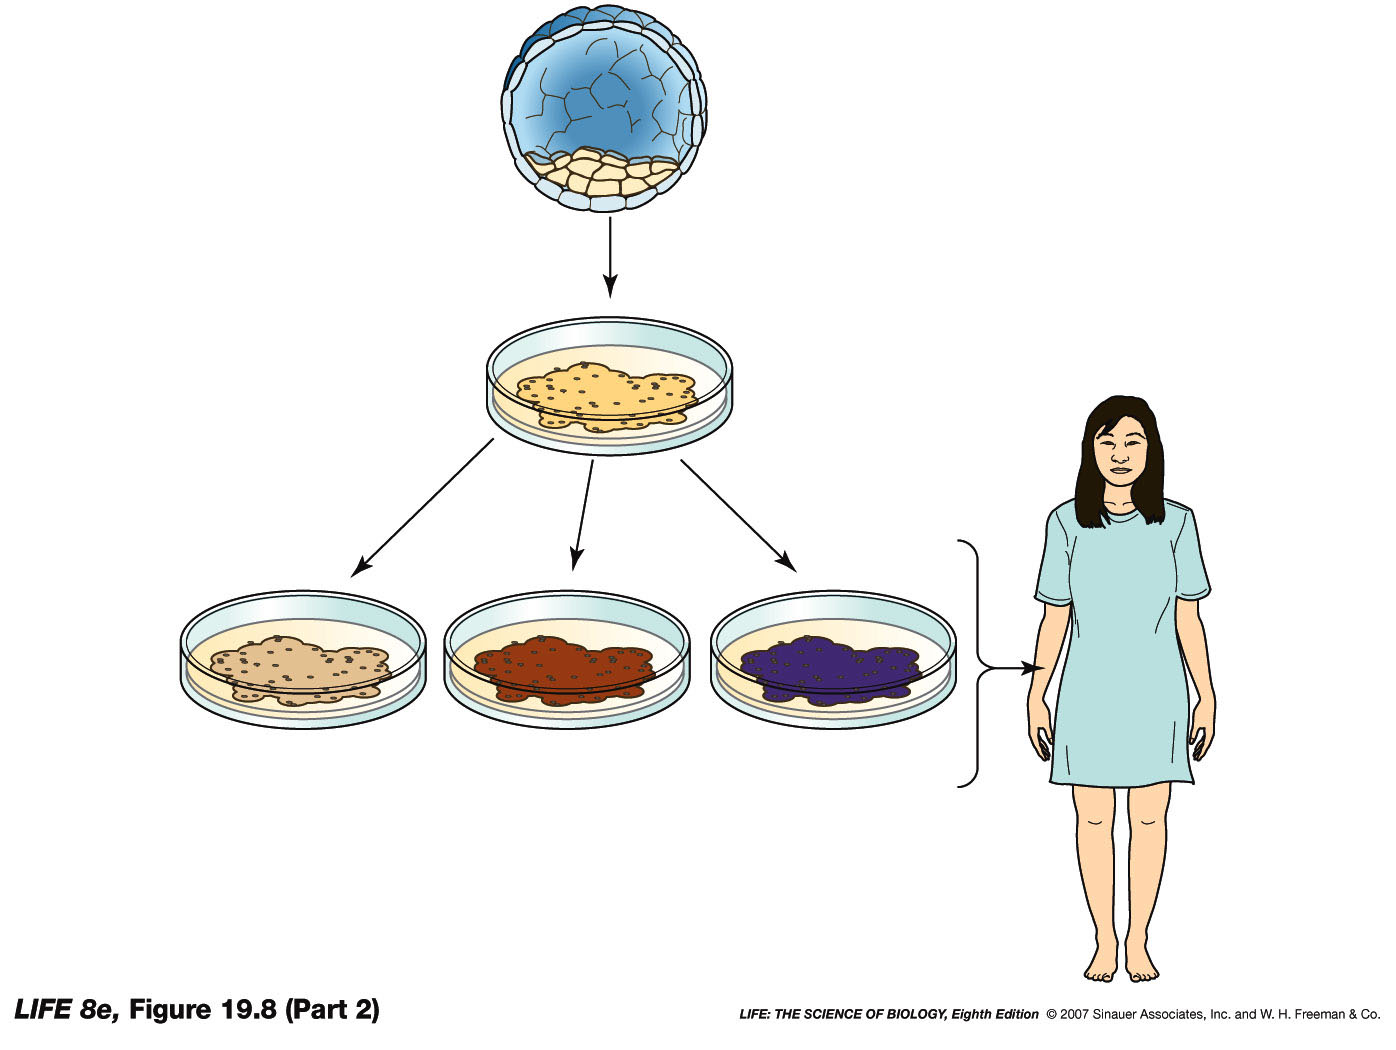 LIFE 8e, Figure 19.8 (Part 2)
LIFE: THE SCIENCE OF BIOLOGY, Eighth Edition © 2007 Sinauer Associates, Inc. and W. H. Freeman & Co.